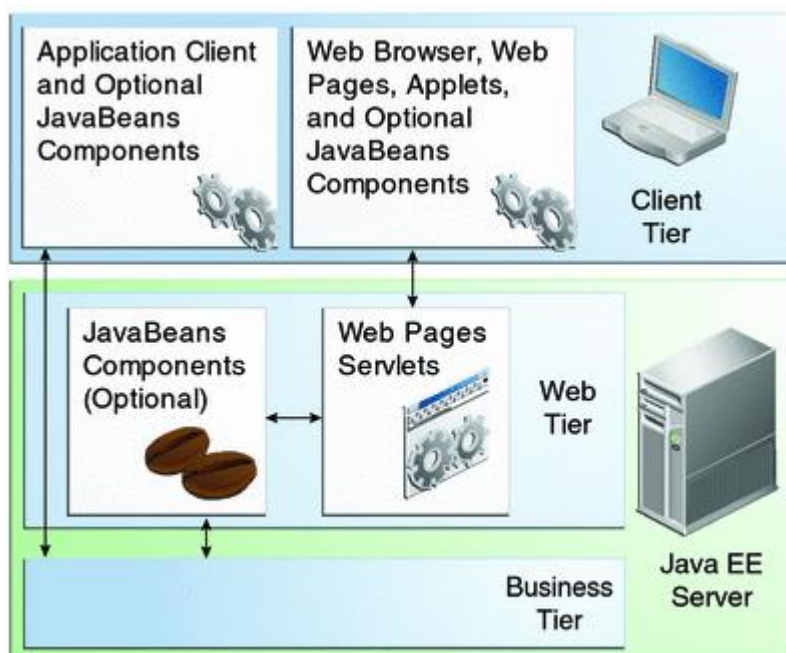 Application Client
and Optional
JavaBeans
Components
Web Browser, Web
Pages, Applets,
and Optional
JavaBeans
Components
Client
Tier
JavaBeans
Components
(Optional)
Web Pages
Servlets
Web
Tier
Java EE
Server
Business
Tier